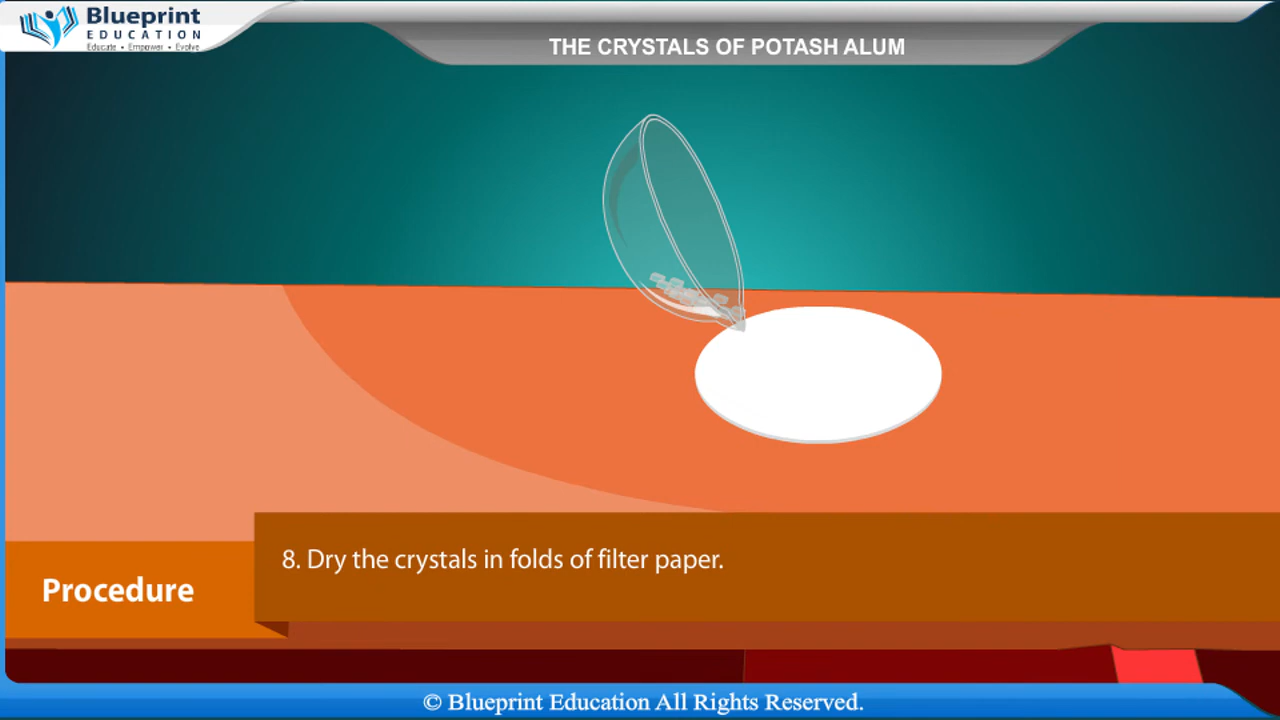 Blueprint
EDUCATION
Educate • Empower • Evolve
THE CRYSTALS OF POTASH ALUM
8. Dry the crystals in folds of filter paper.
Procedure
© Blueprint Education All Rights Reserved.